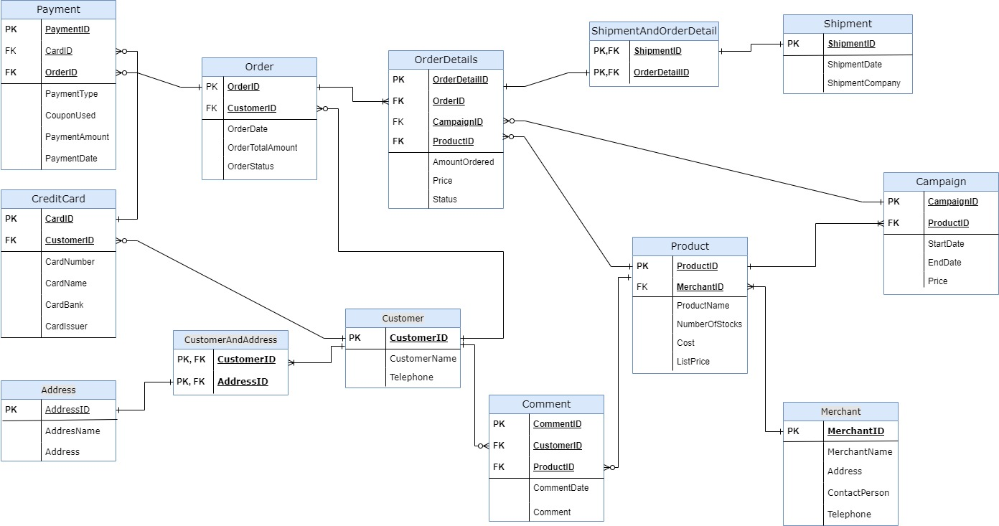 Payment
PK PaymentID
FK CardID
FK OrderID
PaymentType
CouponUsed
PaymentAmount
PaymentDate
Order
PK OrderID
FK CustomerID
OrderDate
OrderTotalAmount
OrderStatus
OrderDetails
PK OrderDetailID
FK OrderID
FK CampaignID
FK ProductID
AmountOrdered
Price
Status
ShipmentAndOrderDetail
PK,FK ShipmentID
PK,FK OrderDetailID
Shipment
PK ShipmentID
ShipmentDate
ShipmentCompany
CreditCard
PK CardID
FK CustomerID
CardNumber
CardName
CardBank
CardIssuer
Campaign
PK CampaignID
FK ProductID
StartDate
EndDate
Price
Product
PK ProductID
FK MerchantID
ProductName
NumberOfStocks
Cost
ListPrice
Customer
PK CustomerID
CustomerName
Telephone
CustomerAndAddress
PK, FK CustomerID
PK, FK AddressID
Address
PK AddressID
AddresName
Address
Comment
PK CommentID
FK CustomerID
FK ProductID
CommentDate
Comment
Merchant
PK MerchantID
MerchantName
Address
ContactPerson
Telephone